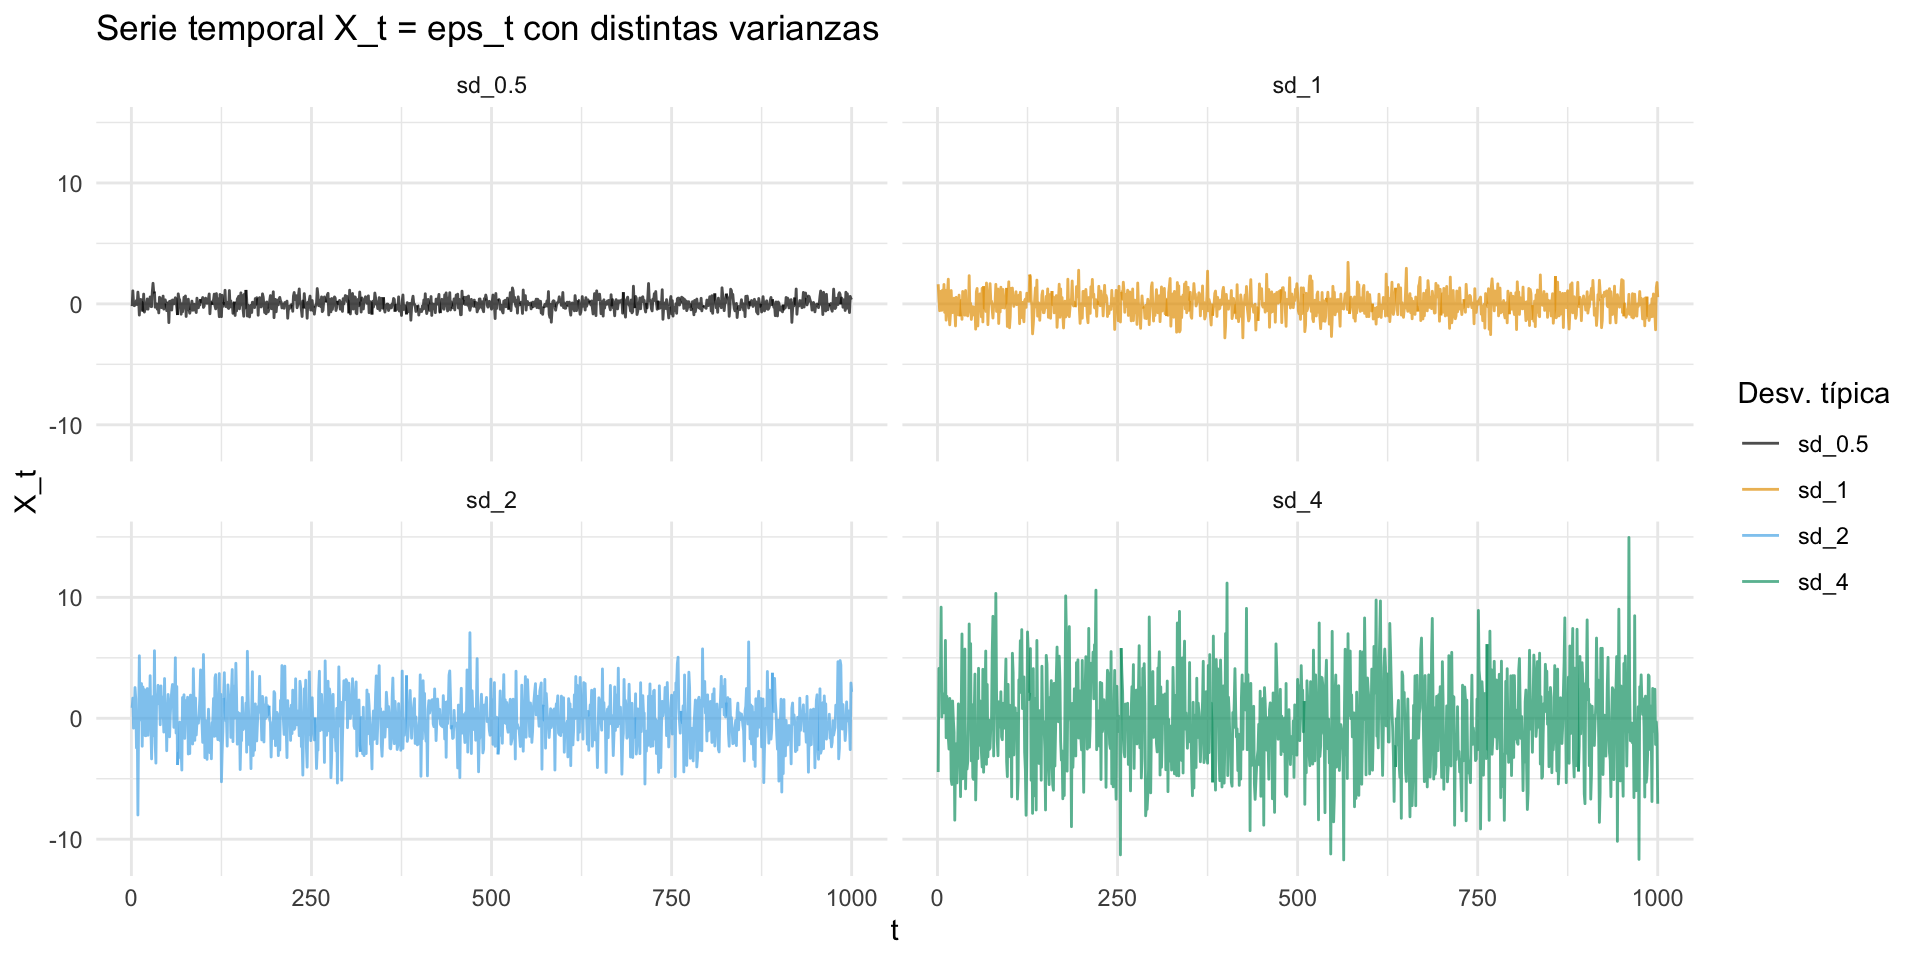 Serie temporal X_t = eps_t con distintas varianzas
sd_0.5
sd_1
10
0
-10
sd_2
sd_4
10
0
-10
0 250 500 750 1000
0 250 500 750 1000
X_t
t
Desv. típica
sd_0.5
sd_1
sd_2
sd_4